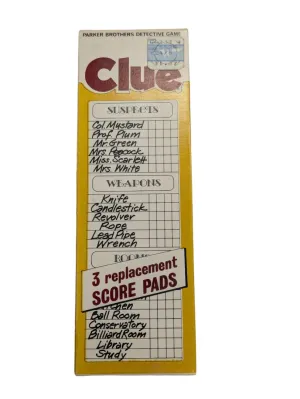 PARKER BROTHERS DETECTIVE GAME
Clue
SUSPECTS
Col. Mustard
Prof. Plum
Mr. Green
Mrs. Peacock
Miss. Scarlett
Mrs. White
WEAPONS
Knife
Candlestick
Revolver
Rope
Lead Pipe
Wrench
3 replacement
SCORE PADS
Ball Room
Conservatory
Billiard Room
Library
Study